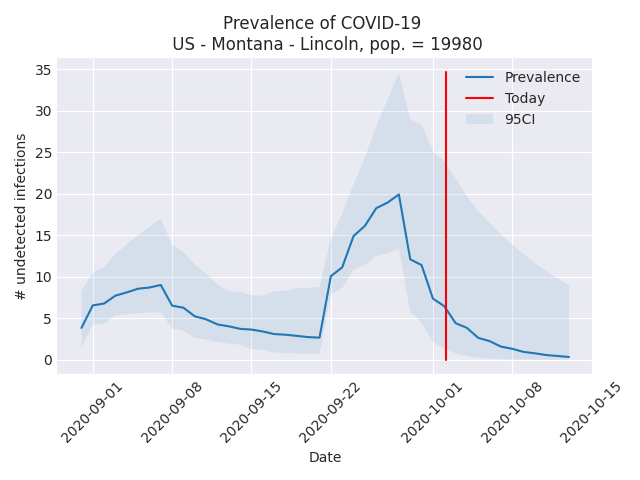 Prevalence of COVID-19
US - Montana - Lincoln, pop. = 19980
# undetected infections
35
30
25
20
15
10
5
0
Prevalence
Today
95CI
2020-09-01
2020-09-08
2020-09-15
2020-09-22
2020-10-01
2020-10-08
2020-10-15
Date